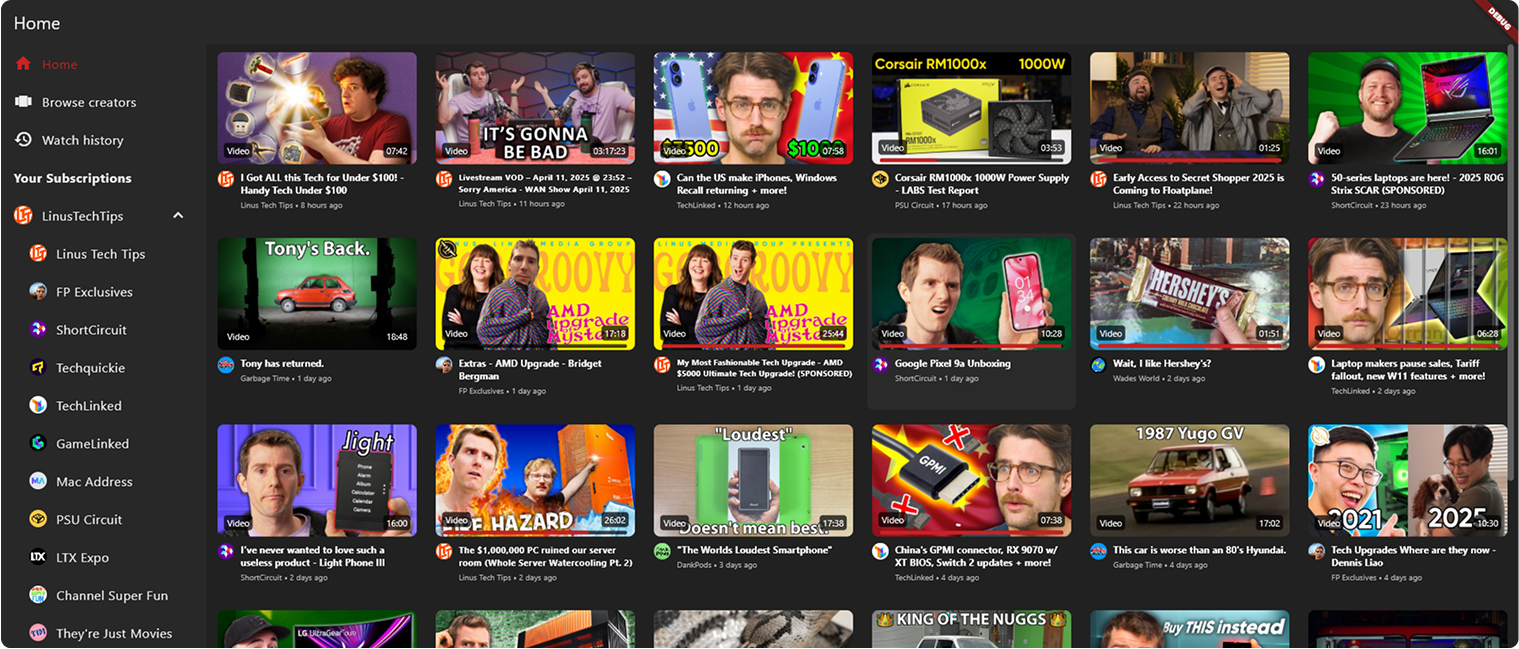 Home
DEBUG
Home
Browse creators
Watch history
Your Subscriptions
LinusTechTips
Linus Tech Tips
FP Exclusives
ShortCircuit
Techquickie
TechLinked
GameLinked
Mac Address
PSU Circuit
LTX Expo
Channel Super Fun
They're Just Movies
Video
07:42
I Got ALL this Tech for Under $100! -
Handy Tech Under $100
Linus Tech Tips • 8 hours ago
IT'S GONNA
BE BAD
Video
03:17:23
Livestream VOD – April 11, 2025 @ 23:52 –
Sorry America - WAN Show April 11, 2025
Linus Tech Tips • 11 hours ago
Video
07:58
Can the US make iPhones, Windows
Recall returning + more!
TechLinked • 12 hours ago
Corsair RM1000x 1000W
CORSAIR
RM1000x
Video
03:53
Corsair RM1000x 1000W Power Supply
- LABS Test Report
PSU Circuit • 17 hours ago
Video
01:25
Early Access to Secret Shopper 2025 is
Coming to Floatplane!
Linus Tech Tips • 22 hours ago
Video
16:01
50-series laptops are here! - 2025 ROG
Strix SCAR (SPONSORED)
ShortCircuit • 23 hours ago
Tony's Back.
Video
18:48
Tony has returned.
Garbage Time • 1 day ago
AMD
upgrade
Video
17:18
Extras - AMD Upgrade - Bridget
Bergman
FP Exclusives • 1 day ago
LINUS MEDIA GROUP PRESENTS
AMD
upgrade
Video
25:44
My Most Fashionable Tech Upgrade - AMD
$5000 Ultimate Tech Upgrade! (SPONSORED)
Linus Tech Tips • 1 day ago
01
34
Video
10:28
Google Pixel 9a Unboxing
ShortCircuit • 1 day ago
HERSHEY'S
CREAMY MILK CHOCOLATE
Video
01:51
Wait, I like Hershey's?
Wades World • 2 days ago
Video
06:28
Laptop makers pause sales, Tariff
fallout, new W11 features + more!
TechLinked • 2 days ago
light
Phone
Alarm
Album
Calculator
Calendar
Camera
Video
16:00
I've never wanted to love such a
useless product - Light Phone III
ShortCircuit • 2 days ago
HAZARD
Video
26:02
The $1,000,000 PC ruined our server
room (Whole Server Watercooling Pt. 2)
Linus Tech Tips • 2 days ago
"Loudest"
Doesn't mean best.
Video
17:38
"The Worlds Loudest Smartphone"
DankPods • 3 days ago
GPMI
Video
07:38
China's GPMI connector, RX 9070 w/
XT BIOS, Switch 2 updates + more!
TechLinked • 4 days ago
1987 Yugo GV
Video
17:02
This car is worse than an 80's Hyundai.
Garbage Time • 4 days ago
2021
2025
Video
10:30
Tech Upgrades Where are they now -
Dennis Liao
FP Exclusives • 4 days ago
LG UltraGear OLED
KING OF THE NUGGS
Buy THIS instead